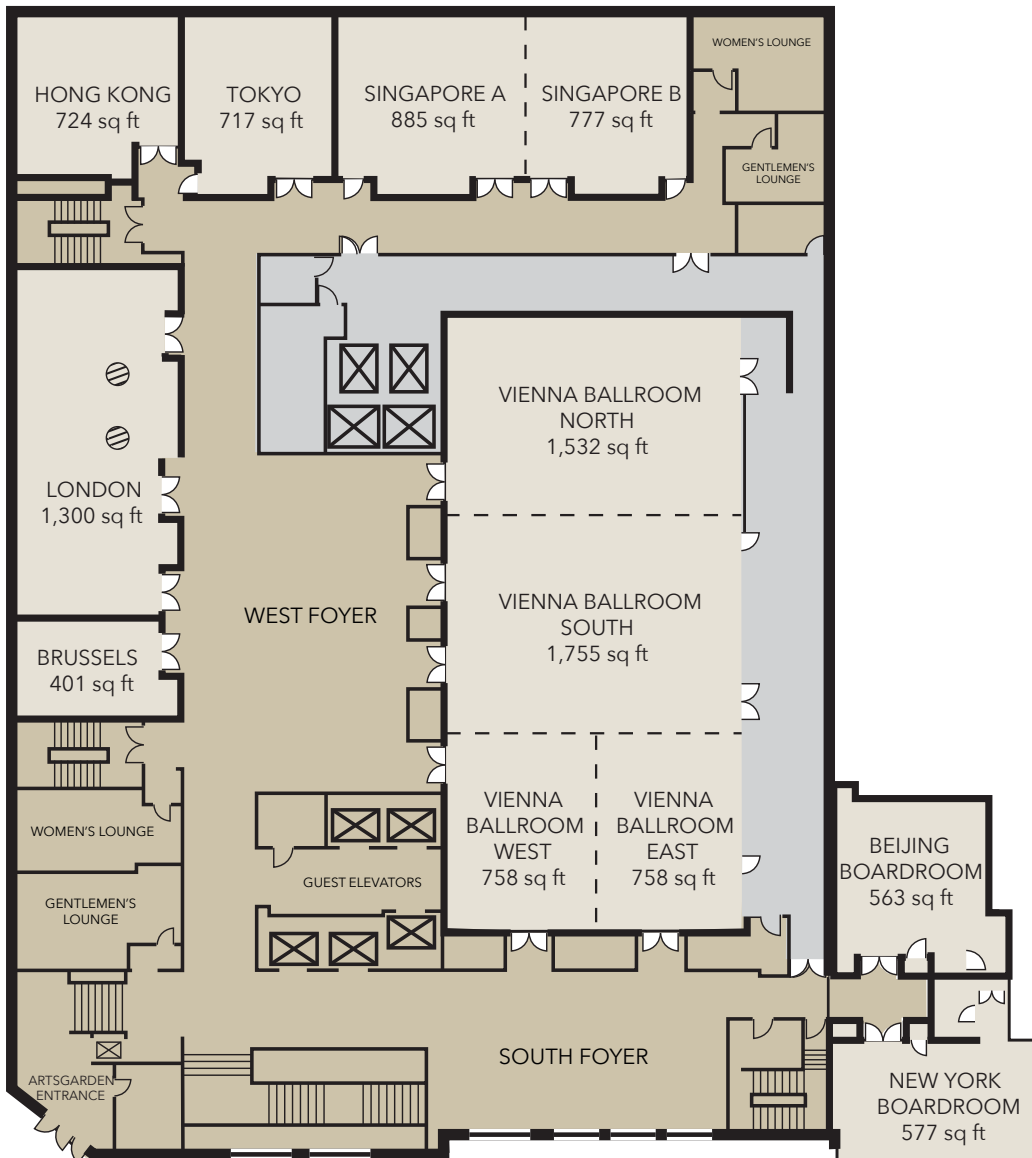 WOMEN'S LOUNGE
HONG KONG
724 sq ft
TOKYO
717 sq ft
SINGAPORE A
885 sq ft
SINGAPORE B
777 sq ft
GENTLEMEN'S
LOUNGE
VIENNA BALLROOM
NORTH
1,532 sq ft
LONDON
1,300 sq ft
WEST FOYER
VIENNA BALLROOM
SOUTH
1,755 sq ft
BRUSSELS
401 sq ft
VIENNA
BALLROOM
WEST
758 sq ft
VIENNA
BALLROOM
EAST
758 sq ft
WOMEN'S LOUNGE
BEIJING
BOARDROOM
563 sq ft
GUEST ELEVATORS
GENTLEMEN'S
LOUNGE
SOUTH FOYER
ARTSGARDEN
ENTRANCE
NEW YORK
BOARDROOM
577 sq ft